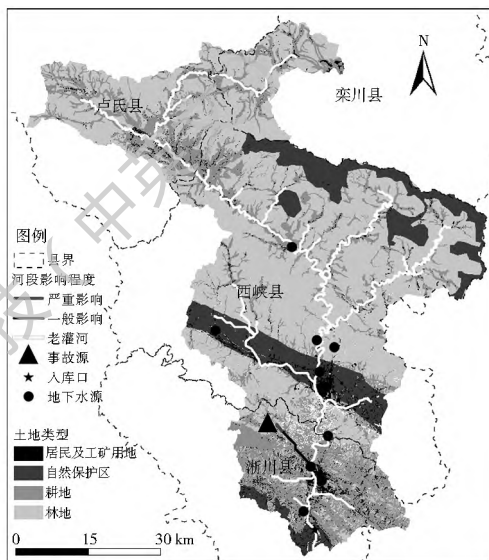 N
栾川县
卢氏县
西峡县
淅川县
图例
县界
河段影响程度
严重影响
一般影响
老灌河
事故源
入库口
地下水源
土地类型
居民及工矿用地
自然保护区
耕地
林地
0 15 30 km